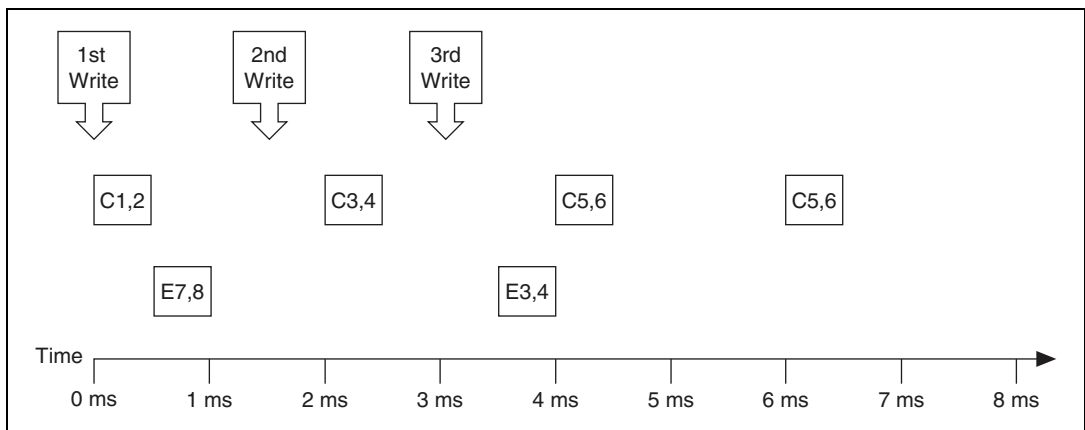 1st
Write
2nd
Write
3rd
Write
C1,2
C3,4
C5,6
C5,6
E7,8
E3,4
Time
0 ms
1 ms
2 ms
3 ms
4 ms
5 ms
6 ms
7 ms
8 ms